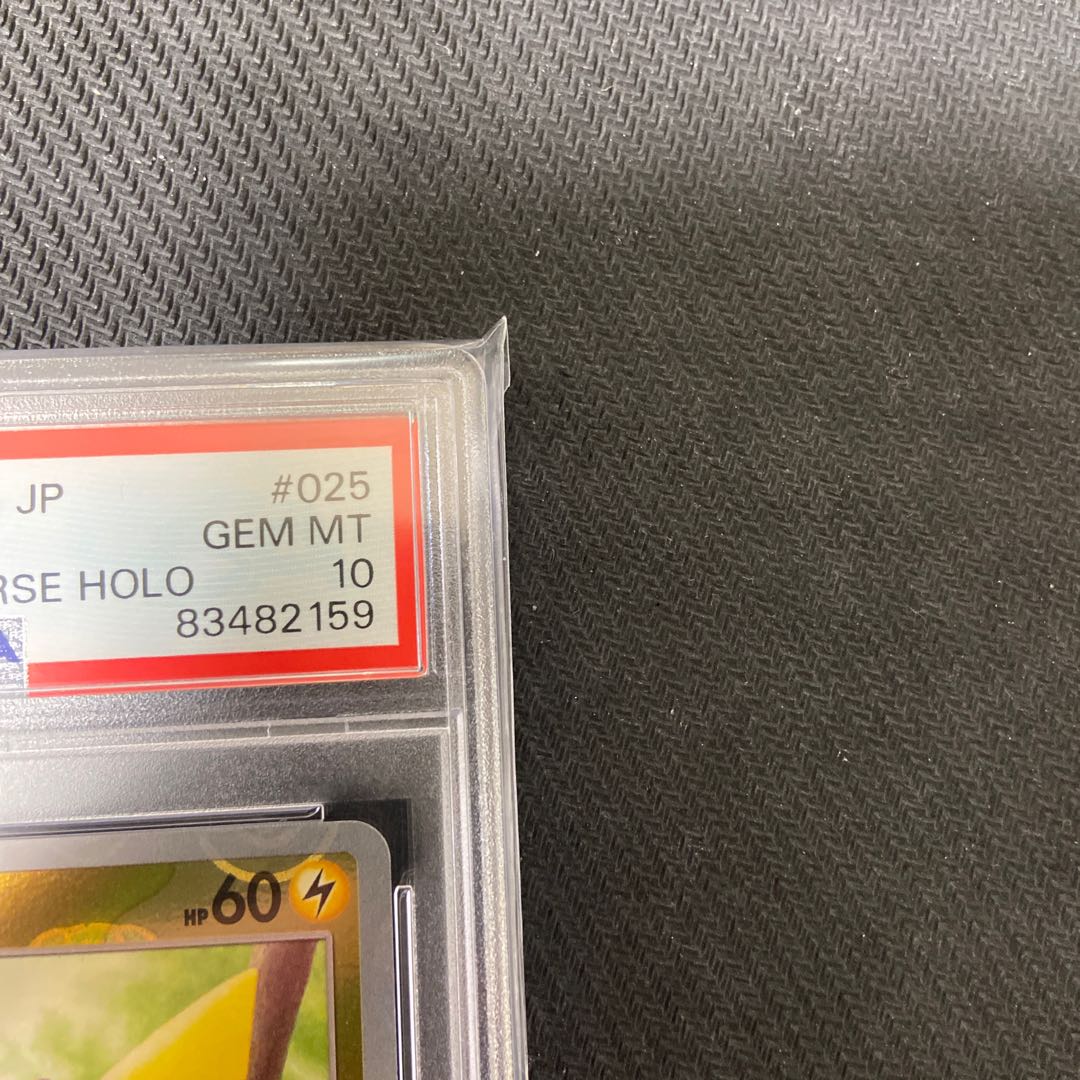 JP #025
GEM MT
RSE HOLO 10
83482159
A
HP60